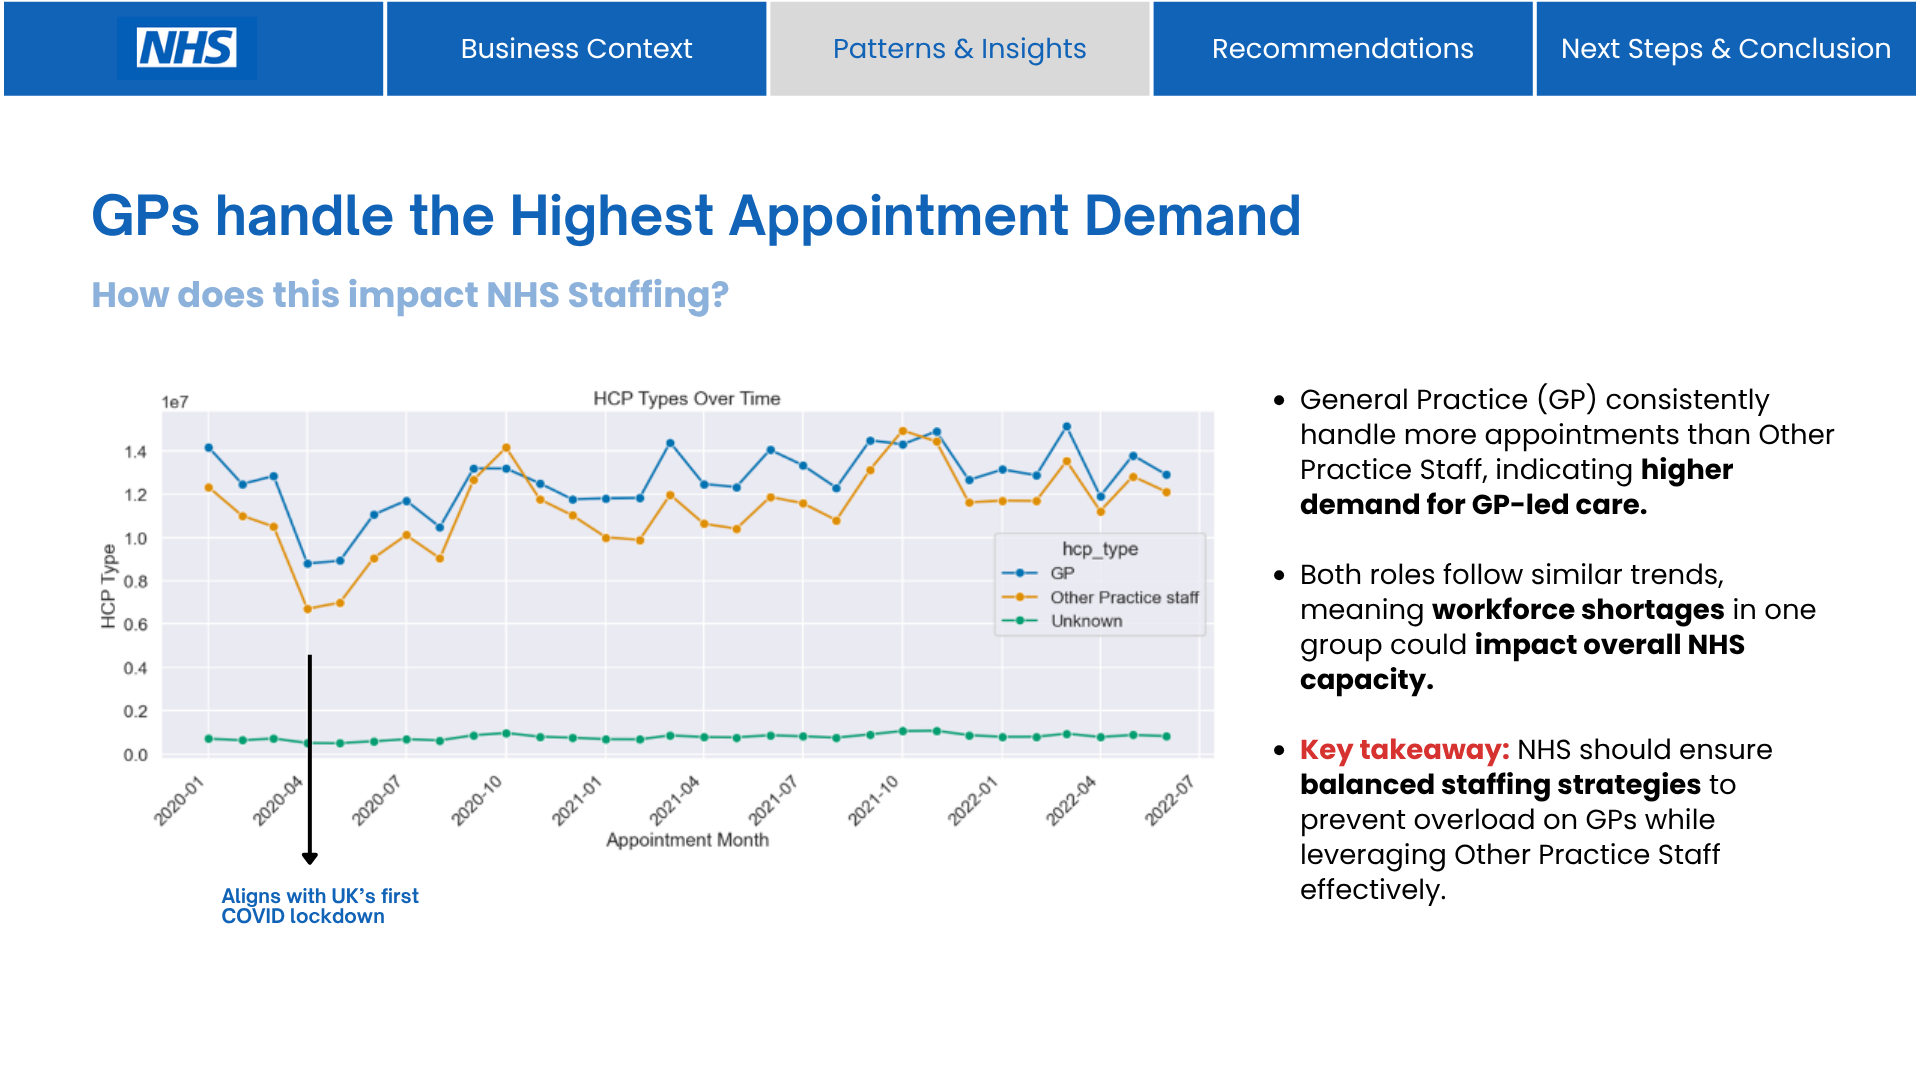 NHS
Business Context
Patterns & Insights
Recommendations
Next Steps & Conclusion
GPs handle the Highest Appointment Demand
How does this impact NHS Staffing?
HCP Types Over Time
1e7
1.4
1.2
1.0
0.8
0.6
0.4
0.2
0.0
HCP Type
hcp_type
GP
Other Practice staff
Unknown
2020-01
2020-04
2020-07
2020-10
2021-01
2021-04
2021-07
2021-10
2022-01
2022-04
2022-07
Appointment Month
Aligns with UK’s first
COVID lockdown
• General Practice (GP) consistently
handle more appointments than Other
Practice Staff, indicating higher
demand for GP-led care.
• Both roles follow similar trends,
meaning workforce shortages in one
group could impact overall NHS
capacity.
• Key takeaway: NHS should ensure
balanced staffing strategies to
prevent overload on GPs while
leveraging Other Practice Staff
effectively.